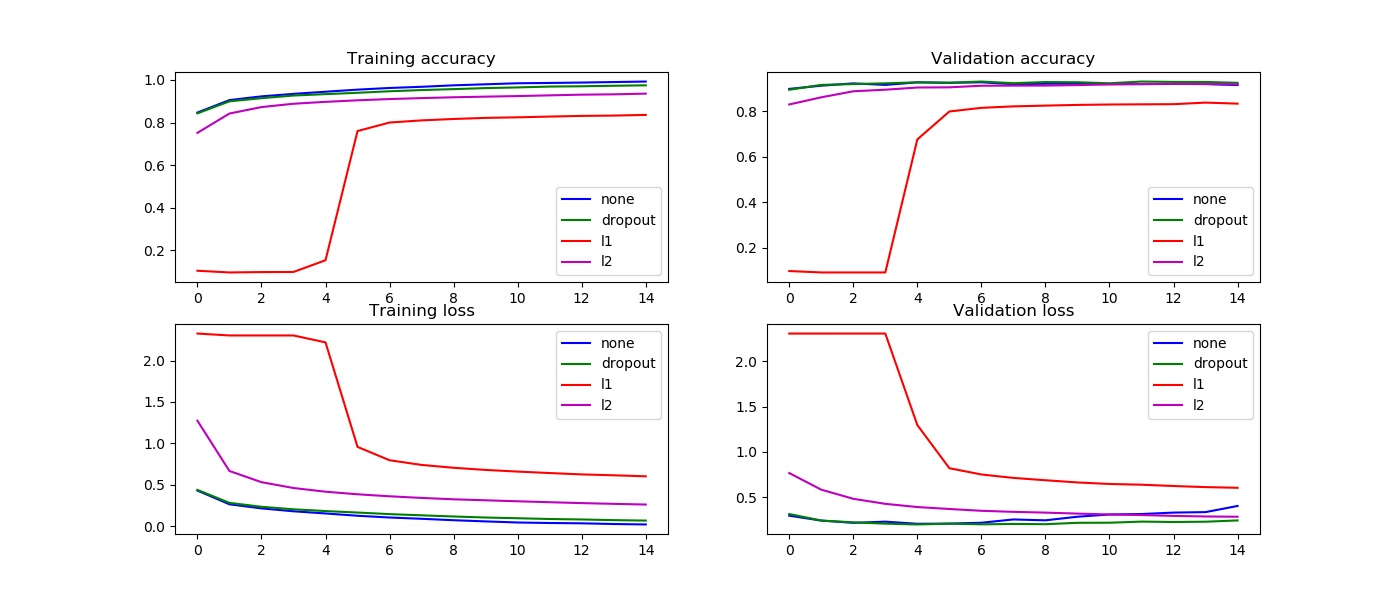 Training accuracy
1.0
0.8
0.6
0.4
0.2
none
dropout
l1
l2
0 2 4 6 8 10 12 14
Validation accuracy
0.8
0.6
0.4
0.2
none
dropout
l1
l2
0 2 4 6 8 10 12 14
Training loss
2.0
1.5
1.0
0.5
0.0
none
dropout
l1
l2
0 2 4 6 8 10 12 14
Validation loss
2.0
1.5
1.0
0.5
none
dropout
l1
l2
0 2 4 6 8 10 12 14